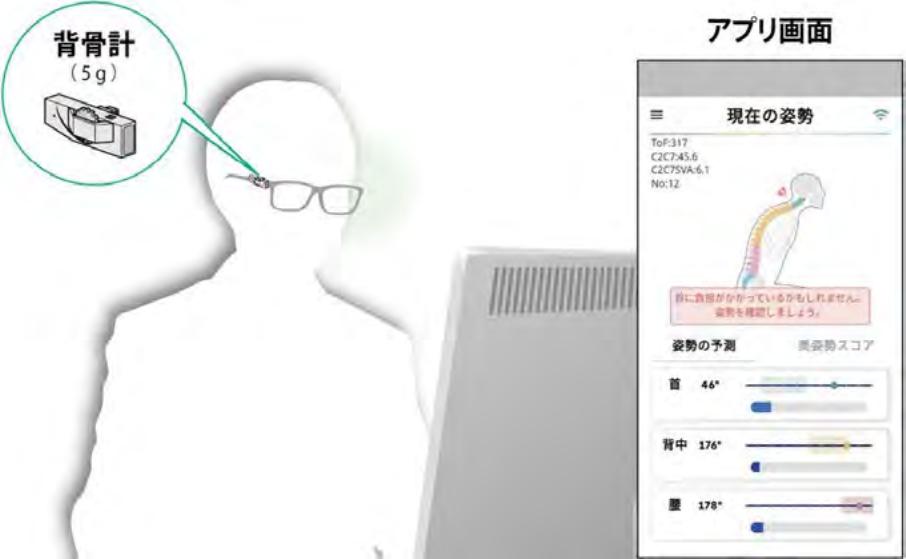 背骨計
(5g)
アプリ画面
現在の姿勢
ToF:317
C2C7:45.6
C2C7SVA:6.1
No:12
首に負担がかかっているかもしれません。
姿勢を確認しましょう。
姿勢の予測
美姿勢スコア
首 46°
背中 176°
腰 178°